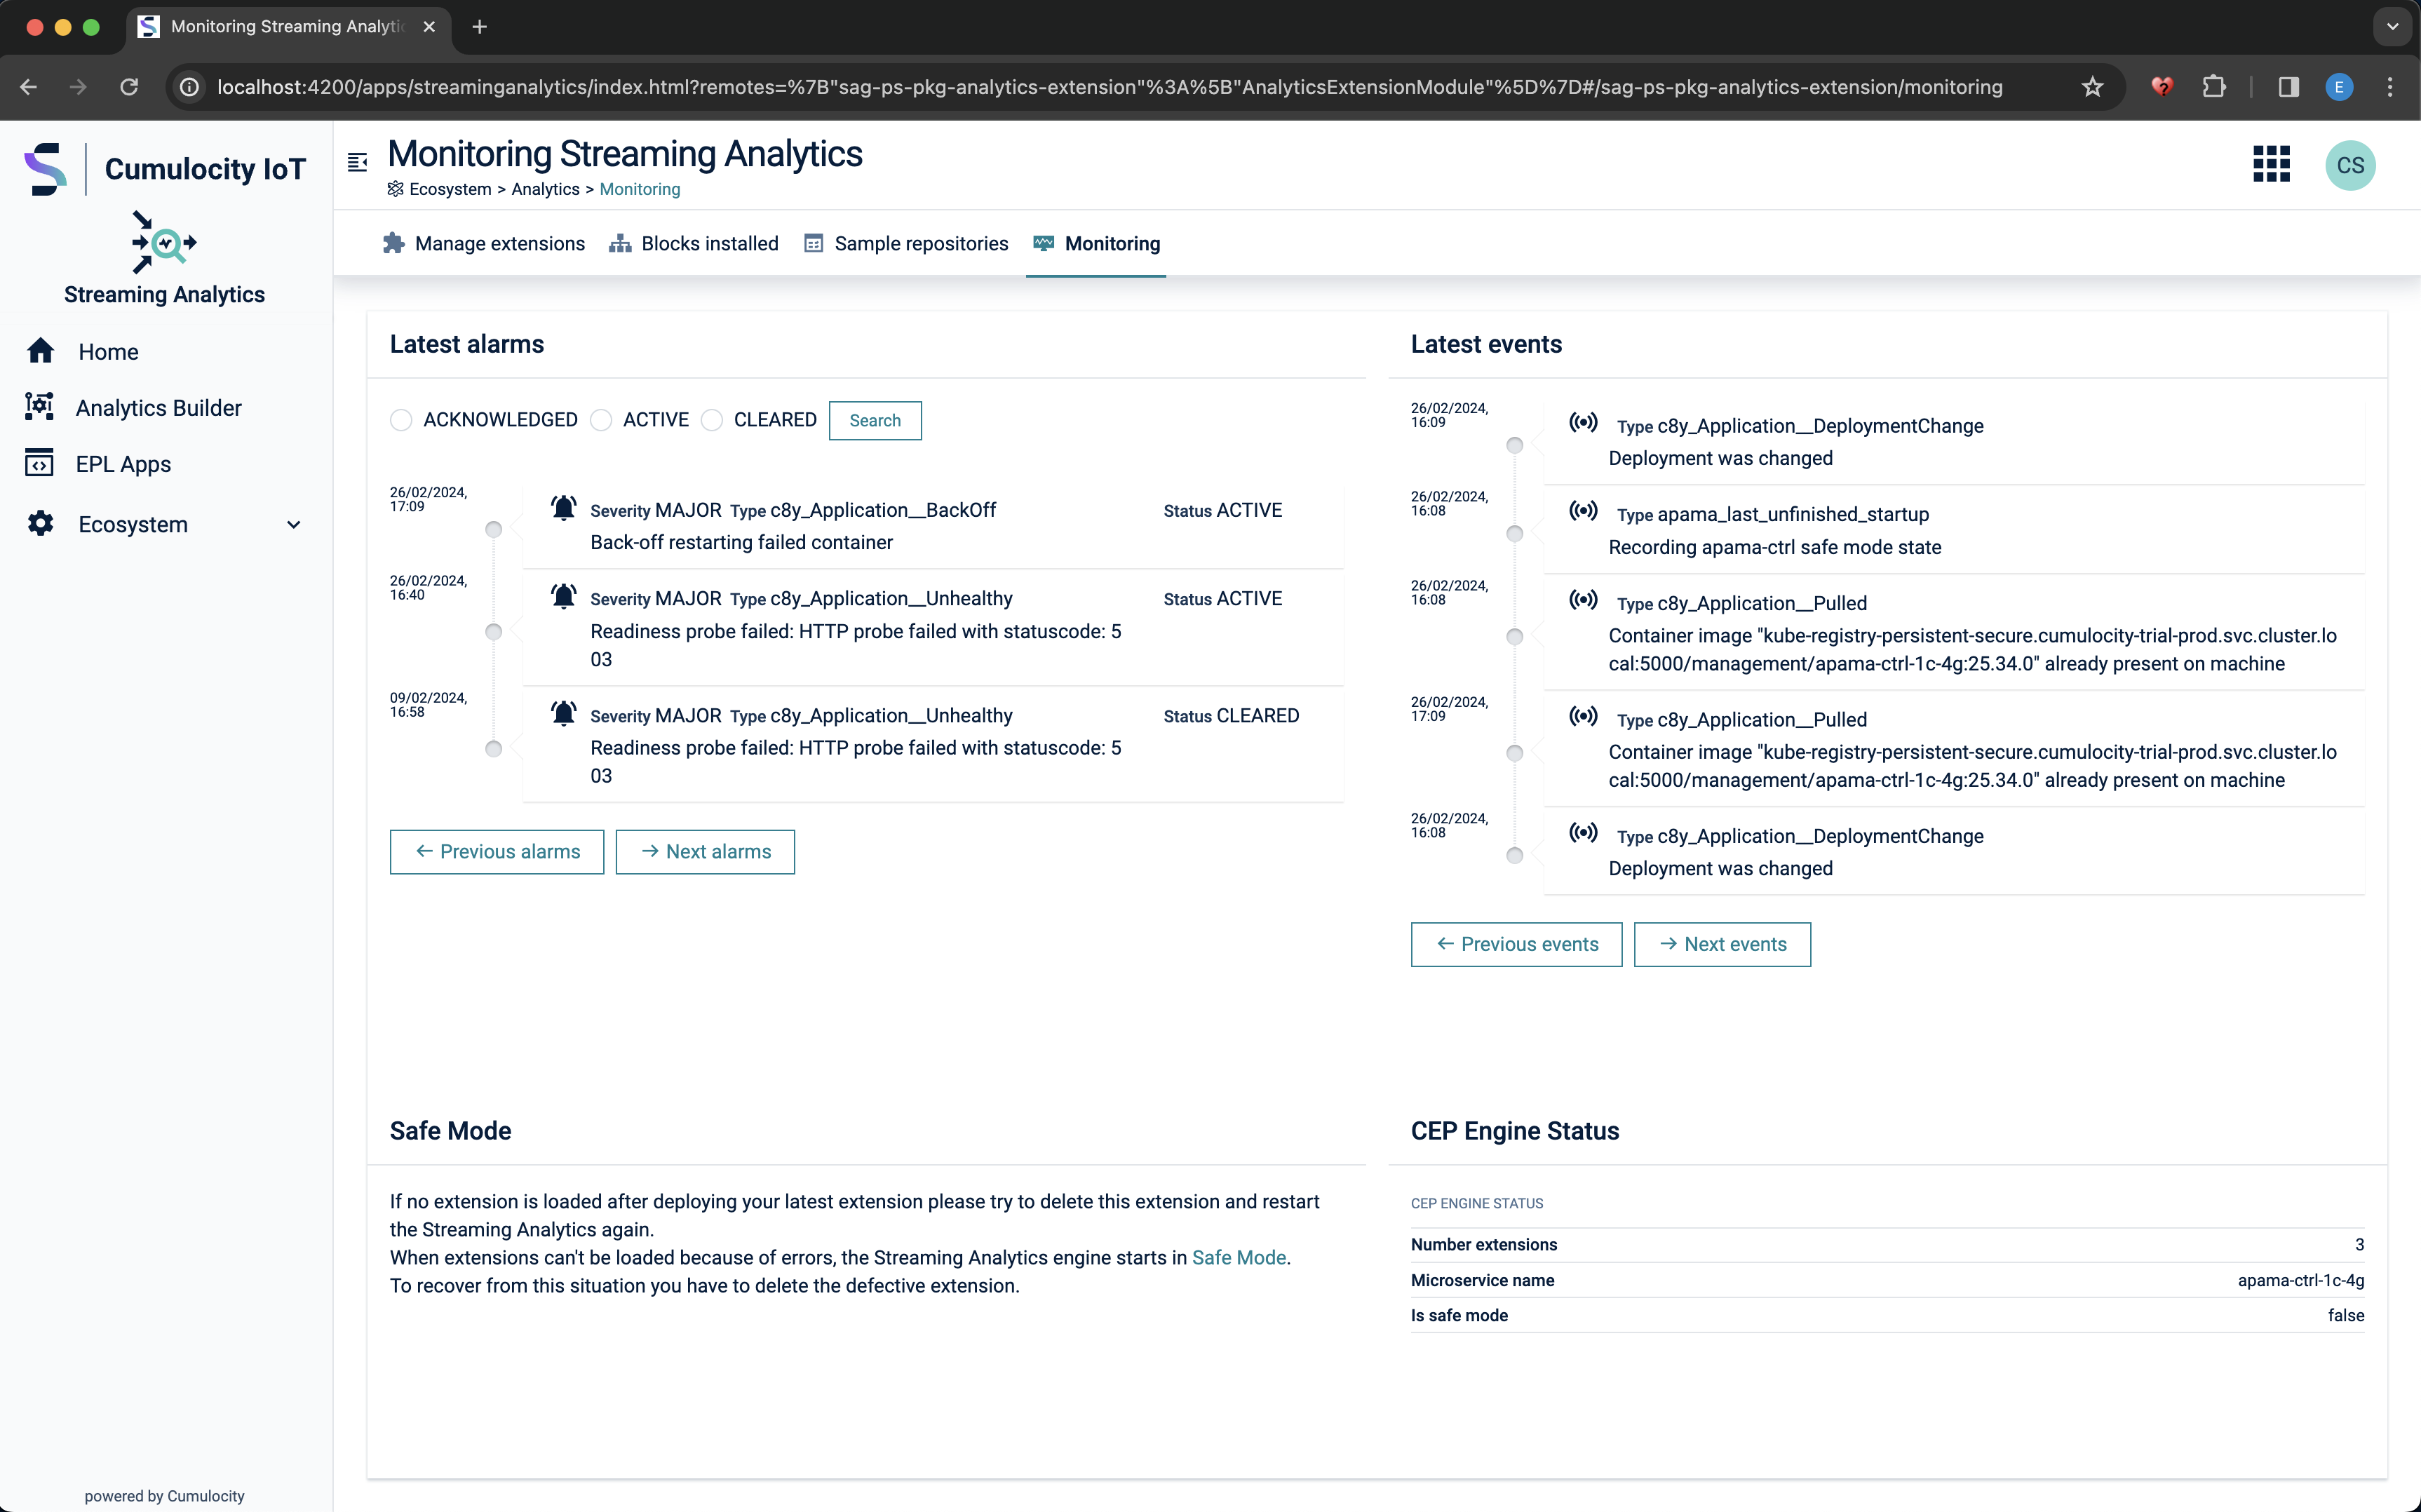 Monitoring Streaming Analytic
localhost:4200/apps/streaminganalytics/index.html?remotes=%7B"sag-ps-pkg-analytics-extension"%3A%5B"AnalyticsExtensionModule"%5D%7D#/sag-ps-pkg-analytics-extension/monitoring
E
Cumulocity IoT
Streaming Analytics
Home
Analytics Builder
EPL Apps
Ecosystem
powered by Cumulocity
Monitoring Streaming Analytics
Ecosystem > Analytics > Monitoring
CS
Manage extensions Blocks installed Sample repositories Monitoring
Latest alarms
ACKNOWLEDGED ACTIVE CLEARED Search
26/02/2024,
17:09
Severity MAJOR Type c8y_Application__BackOff Status ACTIVE
Back-off restarting failed container
26/02/2024,
16:40
Severity MAJOR Type c8y_Application__Unhealthy Status ACTIVE
Readiness probe failed: HTTP probe failed with statuscode: 5
03
09/02/2024,
16:58
Severity MAJOR Type c8y_Application__Unhealthy Status CLEARED
Readiness probe failed: HTTP probe failed with statuscode: 5
03
← Previous alarms → Next alarms
Latest events
26/02/2024,
16:09
Type c8y_Application__DeploymentChange
Deployment was changed
26/02/2024,
16:08
Type apama_last_unfinished_startup
Recording apama-ctrl safe mode state
26/02/2024,
16:08
Type c8y_Application__Pulled
Container image "kube-registry-persistent-secure.cumulocity-trial-prod.svc.cluster.lo
cal:5000/management/apama-ctrl-1c-4g:25.34.0" already present on machine
26/02/2024,
17:09
Type c8y_Application__Pulled
Container image "kube-registry-persistent-secure.cumulocity-trial-prod.svc.cluster.lo
cal:5000/management/apama-ctrl-1c-4g:25.34.0" already present on machine
26/02/2024,
16:08
Type c8y_Application__DeploymentChange
Deployment was changed
← Previous events → Next events
Safe Mode
If no extension is loaded after deploying your latest extension please try to delete this extension and restart
the Streaming Analytics again.
When extensions can't be loaded because of errors, the Streaming Analytics engine starts in Safe Mode.
To recover from this situation you have to delete the defective extension.
CEP Engine Status
CEP ENGINE STATUS
Number extensions 3
Microservice name apama-ctrl-1c-4g
Is safe mode false